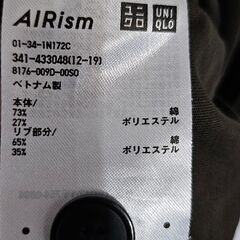 AIRism
ユニクロ
UNIQLO
01-34-1N172C
341-433048(12-19)
8176-009D-00S0
ベトナム製
本体/
73% 綿
27% ポリエステル
リブ部分/
65% 綿
35% ポリエステル